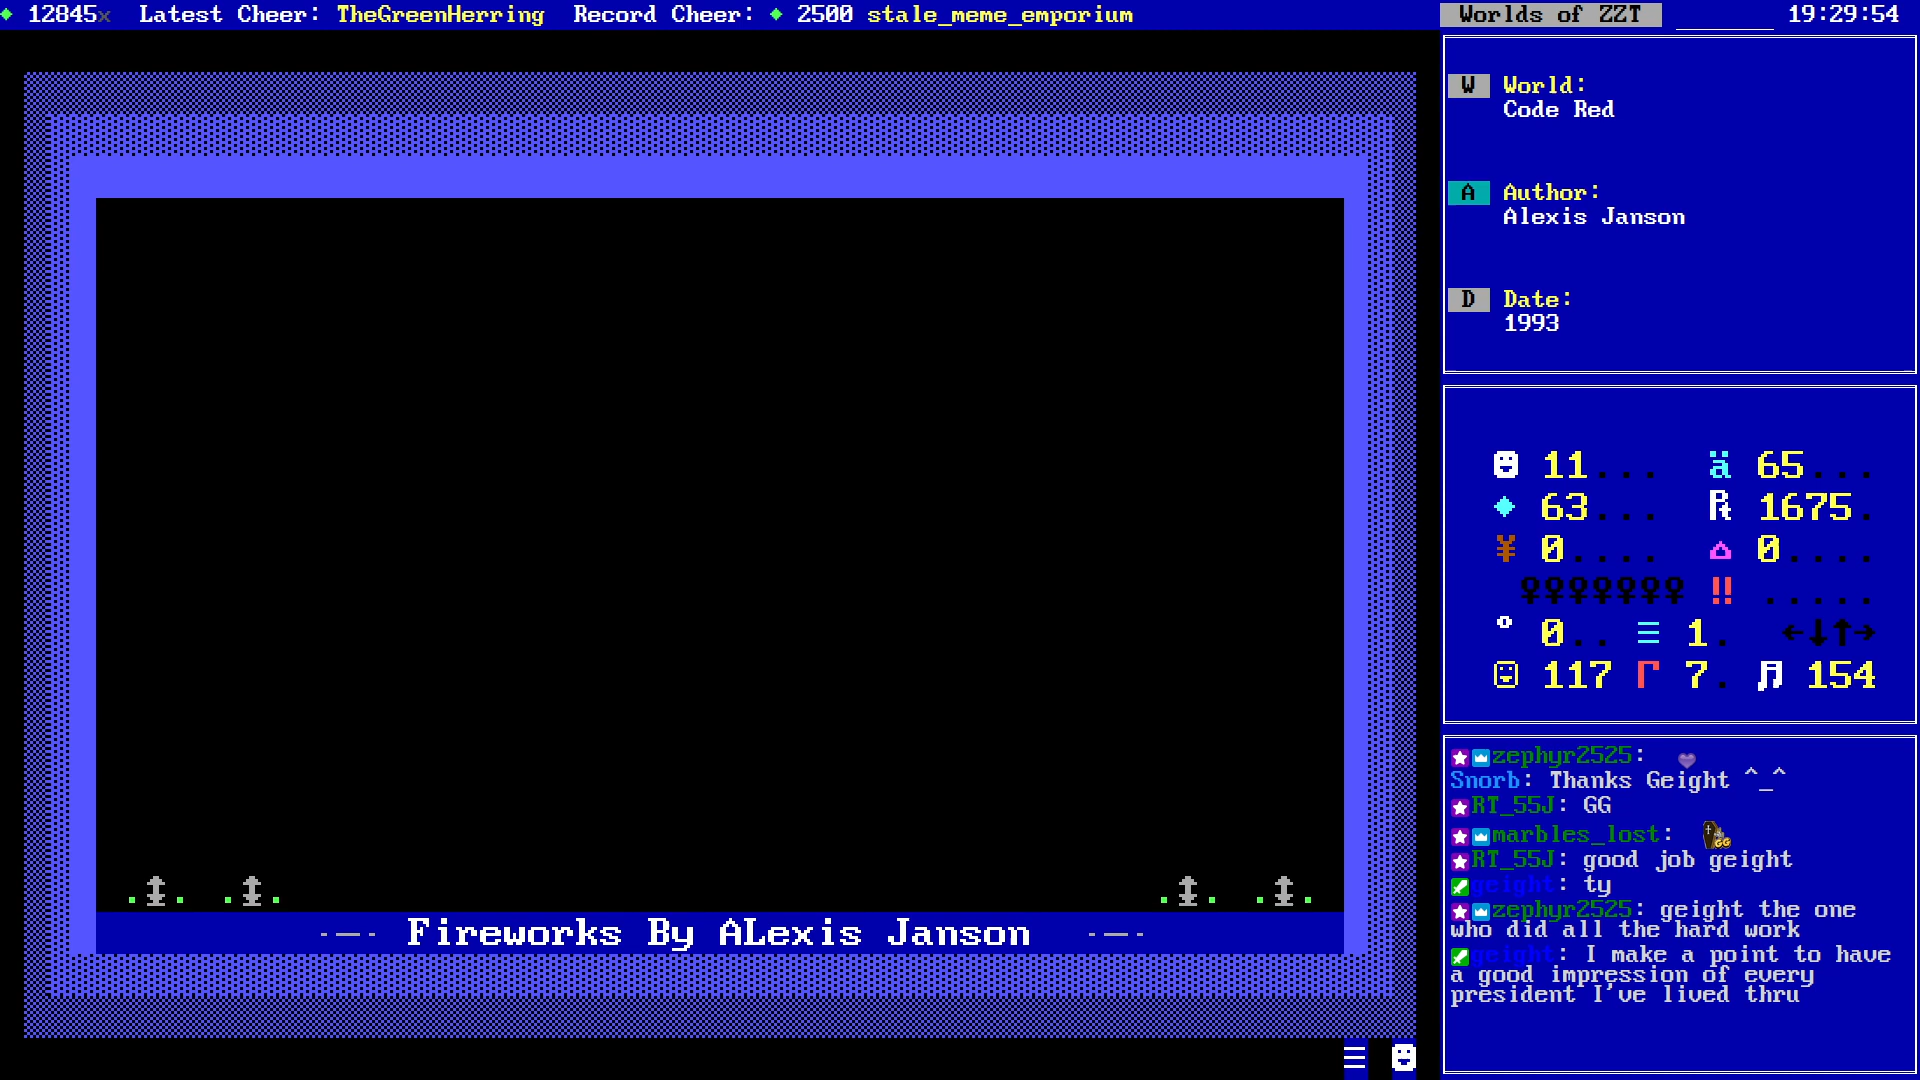 12845x Latest Cheer: TheGreenHerring Record Cheer: 2500 stale_meme_emporium
Worlds of ZZT
19:29:54
W World:
Code Red
A Author:
Alexis Janson
D Date:
1993
11... ä 65...
63... ℞ 1675.
¥ 0.... 0....
♀♀♀♀♀♀♀ ‼ .....
° 0.. ≡ 1. ←↓↑→
117 Γ 7. ♫ 154
Fireworks By ALexis Janson
zephyr2525:
Snorb: Thanks Geight ^_^
RT_55J: GG
marbles_lost:
RT_55J: good job geight
geight: ty
zephyr2525: geight the one
who did all the hard work
geight: I make a point to have
a good impression of every
president I've lived thru